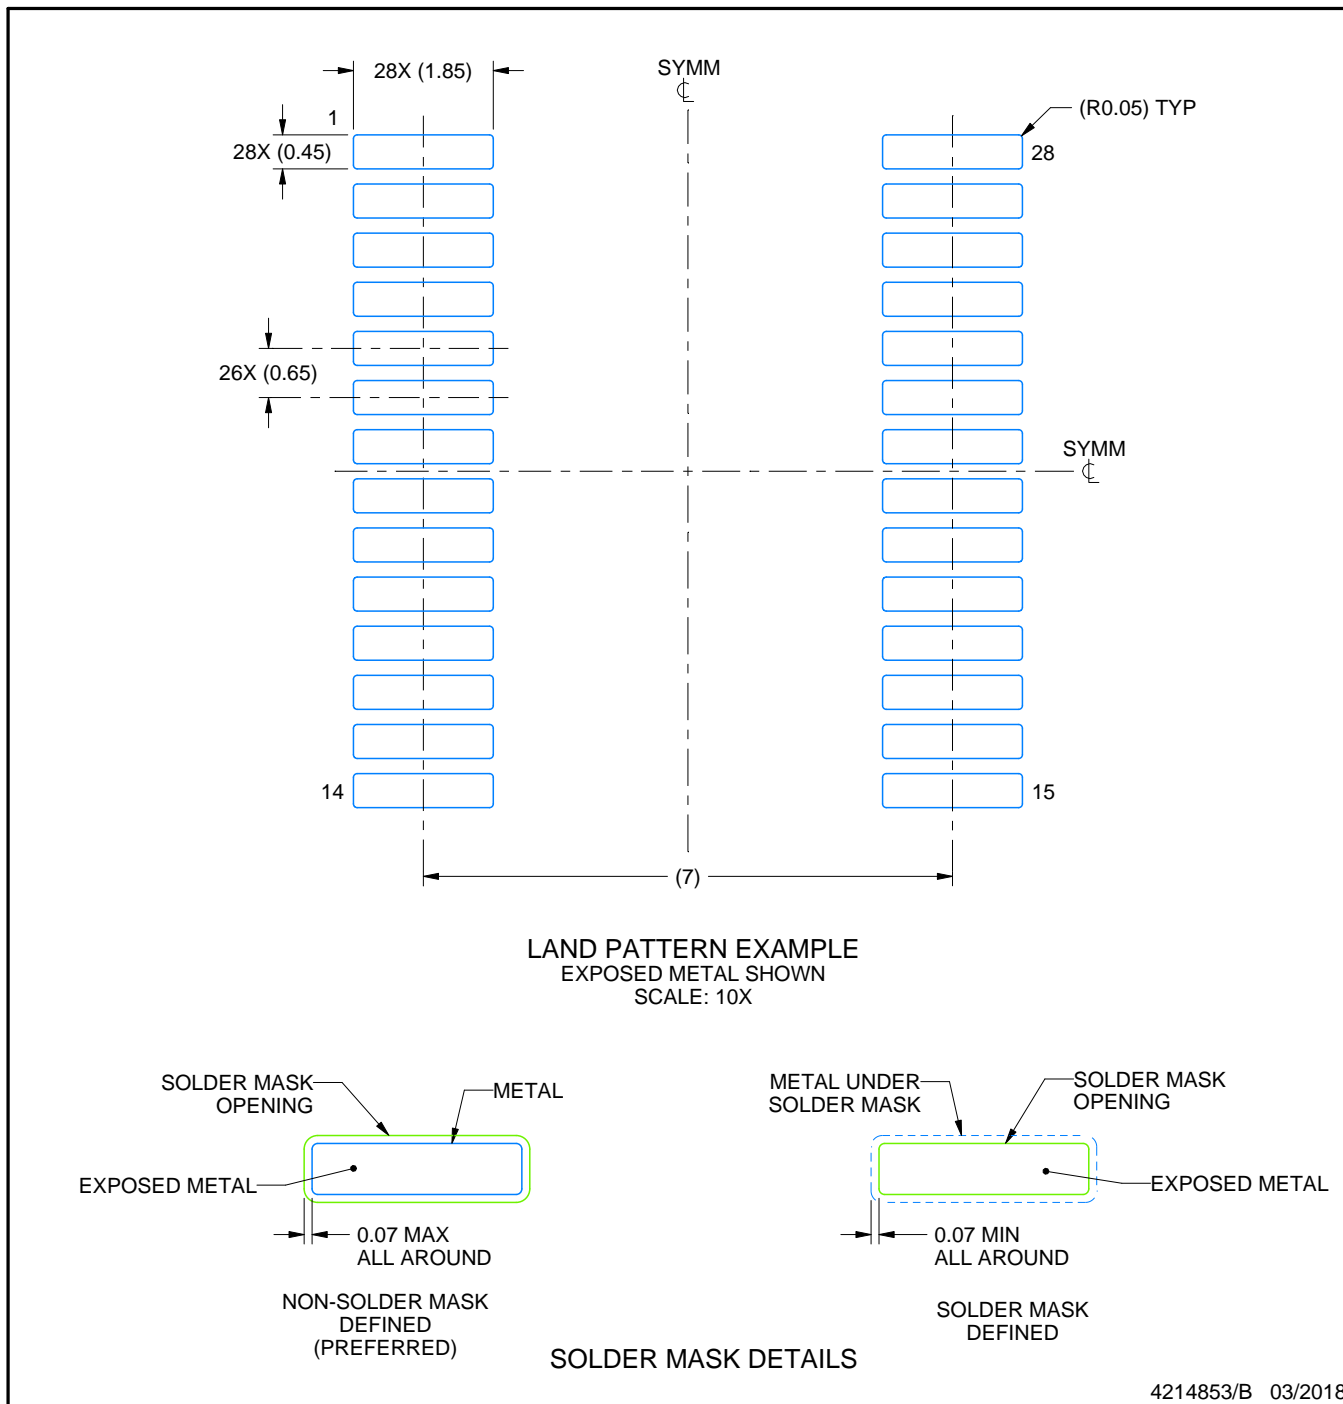 28X (1.85)
SYMM
℄
(R0.05) TYP
1
28X (0.45)
28
26X (0.65)
SYMM
℄
14
15
(7)
LAND PATTERN EXAMPLE
EXPOSED METAL SHOWN
SCALE: 10X
SOLDER MASK
OPENING
METAL
EXPOSED METAL
0.07 MAX
ALL AROUND
NON-SOLDER MASK
DEFINED
(PREFERRED)
METAL UNDER
SOLDER MASK
SOLDER MASK
OPENING
EXPOSED METAL
0.07 MIN
ALL AROUND
SOLDER MASK
DEFINED
SOLDER MASK DETAILS
4214853/B 03/2018